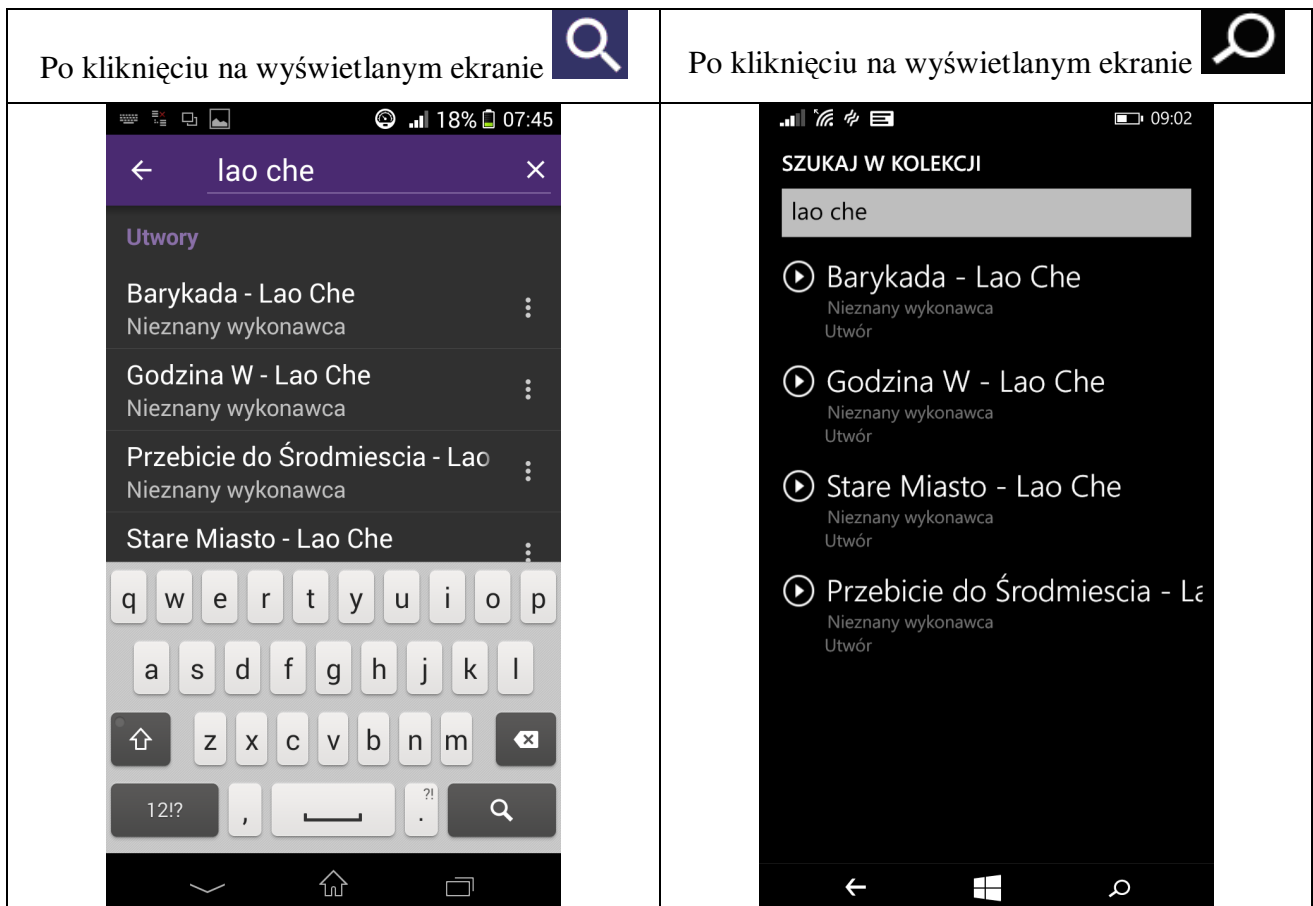 Po kliknięciu na wyświetlanym ekranie
Po kliknięciu na wyświetlanym ekranie
18% 07:45
lao che
Utwory
Barykada - Lao Che
Nieznany wykonawca
Godzina W - Lao Che
Nieznany wykonawca
Przebicie do Środmiescia - Lao
Nieznany wykonawca
Stare Miasto - Lao Che
q w e r t y u i o p
a s d f g h j k l
z x c v b n m
12!? , ?! .
09:02
SZUKAJ W KOLEKCJI
lao che
Barykada - Lao Che
Nieznany wykonawca
Utwór
Godzina W - Lao Che
Nieznany wykonawca
Utwór
Stare Miasto - Lao Che
Nieznany wykonawca
Utwór
Przebicie do Środmiescia - La
Nieznany wykonawca
Utwór